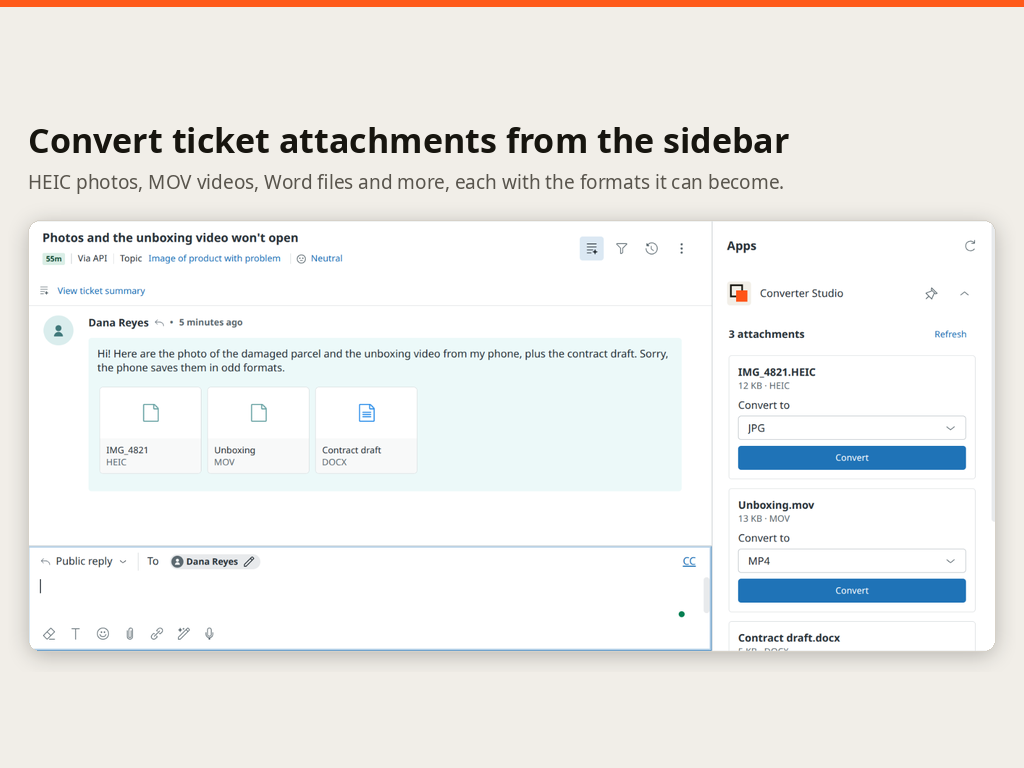 Convert ticket attachments from the sidebar
HEIC photos, MOV videos, Word files and more, each with the formats it can become.
Photos and the unboxing video won't open
55m Via API Topic Image of product with problem Neutral
View ticket summary
Dana Reyes • 5 minutes ago
Hi! Here are the photo of the damaged parcel and the unboxing video from my phone, plus the contract draft. Sorry,
the phone saves them in odd formats.
IMG_4821
HEIC
Unboxing
MOV
Contract draft
DOCX
Public reply To Dana Reyes CC
Apps
Converter Studio
3 attachments Refresh
IMG_4821.HEIC
12 KB · HEIC
Convert to
JPG
Convert
Unboxing.mov
13 KB · MOV
Convert to
MP4
Convert
Contract draft.docx